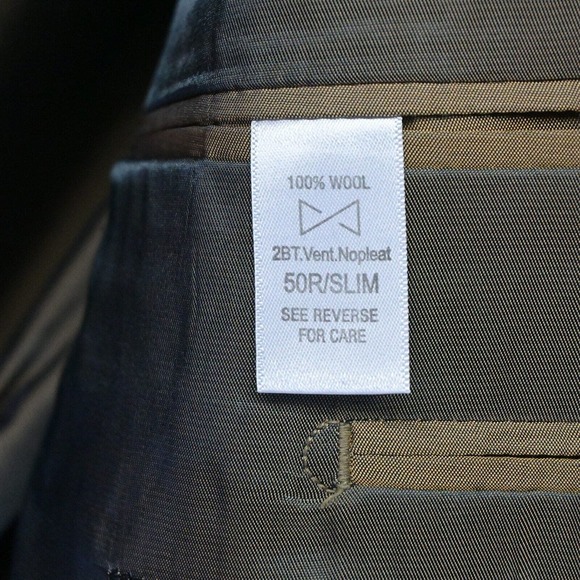 100% WOOL
2BT.Vent.Nopleat
50R/SLIM
SEE REVERSE
FOR CARE